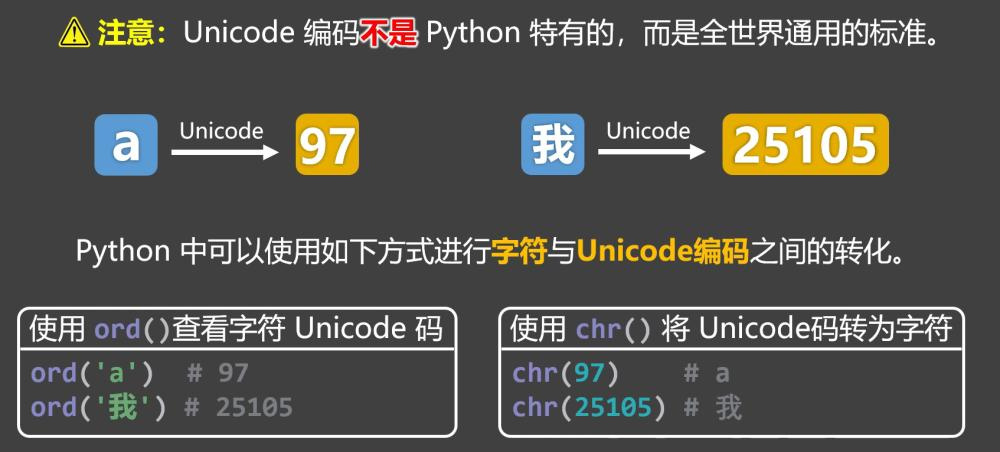 注意：Unicode 编码不是 Python 特有的，而是全世界通用的标准。
a Unicode 97 我 Unicode 25105
Python 中可以使用如下方式进行字符与Unicode编码之间的转化。
使用 ord()查看字符 Unicode 码
ord('a')  # 97
ord('我') # 25105
使用 chr() 将 Unicode码转为字符
chr(97)    # a
chr(25105) # 我